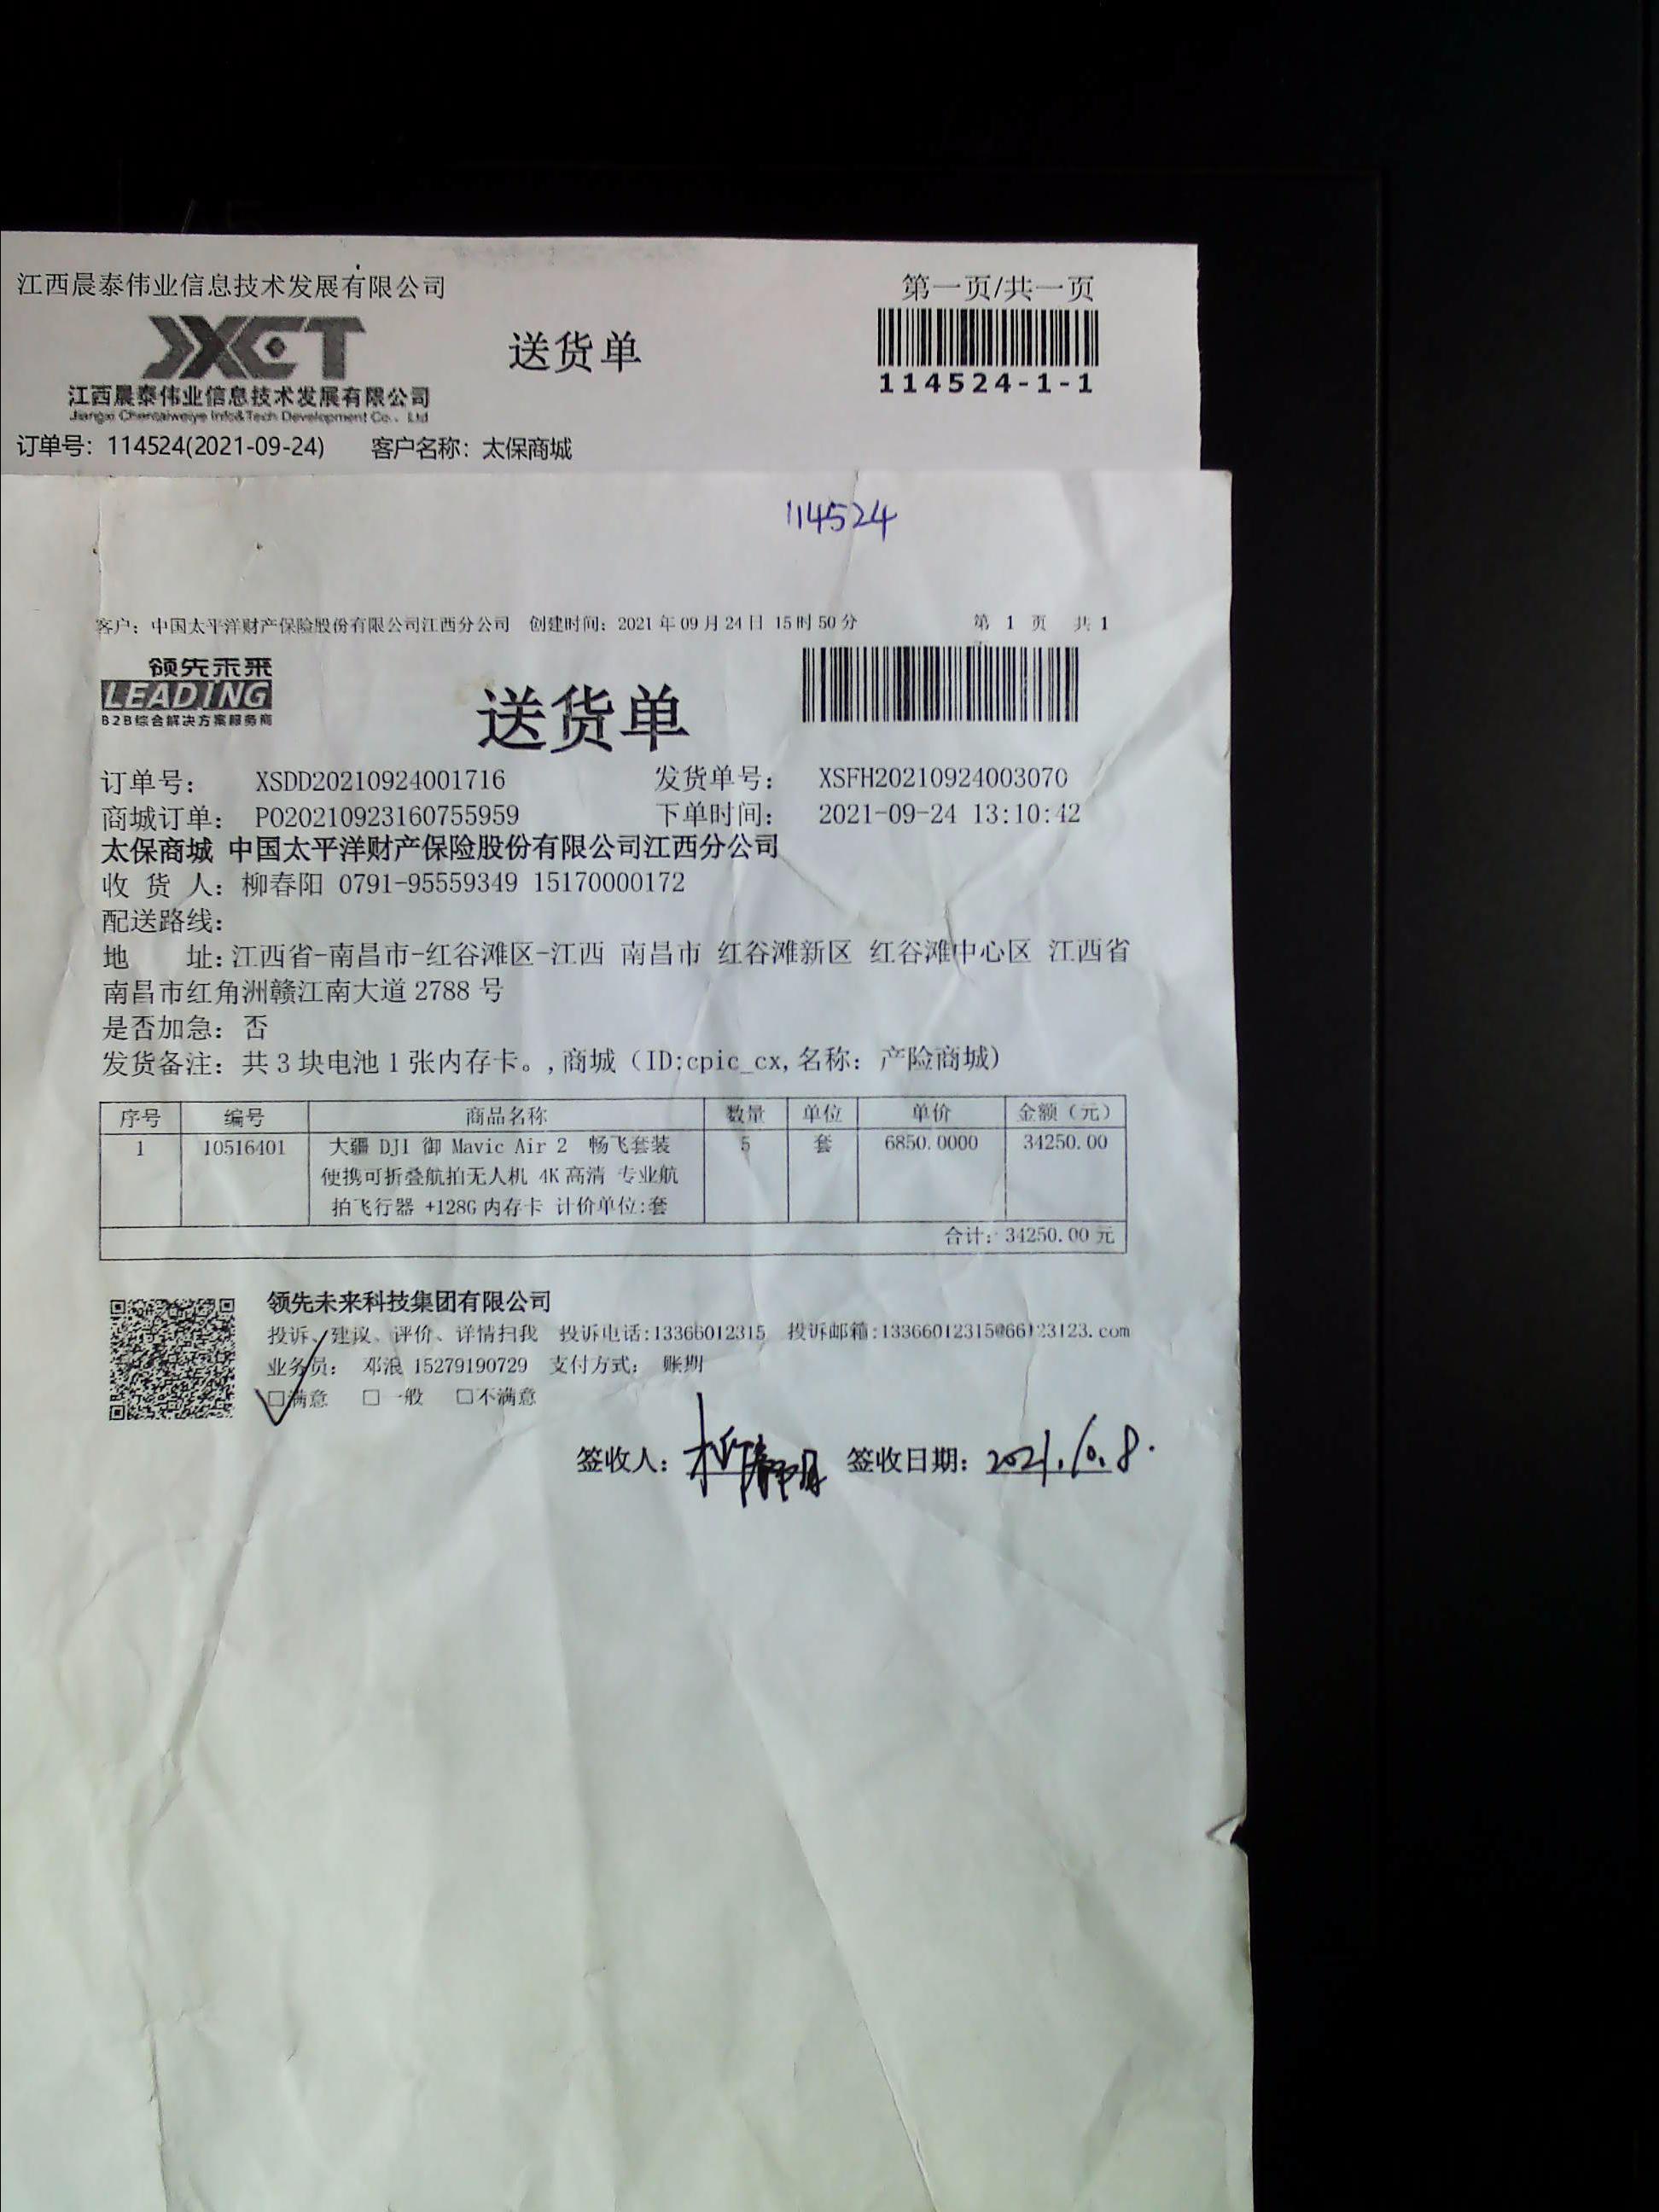 江西晨泰伟业信息技术发展有限公司
第一页/共一页
JXCT
送货单
江西晨泰伟业信息技术发展有限公司
Jiangxi Chentaiweiye Info&Tech Development Co., Ltd
114524-1-1
订单号: 114524(2021-09-24) 客户名称: 太保商城
114524
客户: 中国太平洋财产保险股份有限公司江西分公司 创建时间: 2021年09月24日 15时50分 第 1 页 共 1
领先未来
LEADING
B2B综合解决方案服务商
送货单
订单号: XSDD20210924001716 发货单号: XSFH20210924003070
商城订单: PO20210923160755959 下单时间: 2021-09-24 13:10:42
太保商城 中国太平洋财产保险股份有限公司江西分公司
收 货 人: 柳春阳 0791-95559349 15170000172
配送路线:
地 址: 江西省-南昌市-红谷滩区-江西 南昌市 红谷滩新区 红谷滩中心区 江西省
南昌市红角洲赣江南大道 2788 号
是否加急: 否
发货备注: 共 3 块电池 1 张内存卡。,商城（ID:cpic_cx,名称: 产险商城)
序号 编号 商品名称 数量 单位 单价 金额（元）
1 10516401 大疆 DJI 御 Mavic Air 2 畅飞套装 5 套 6850.0000 34250.00
便携可折叠航拍无人机 4K 高清 专业航
拍飞行器 +128G 内存卡 计价单位:套
合计: 34250.00 元
领先未来科技集团有限公司
投诉、建议、评价、详情扫我 投诉电话:13366012315 投诉邮箱:13366012315@66123123.com
业务员: 邓浪 15279190729 支付方式: 账期
□满意 □一般 □不满意
签收人: 签收日期: 2021.10.8.